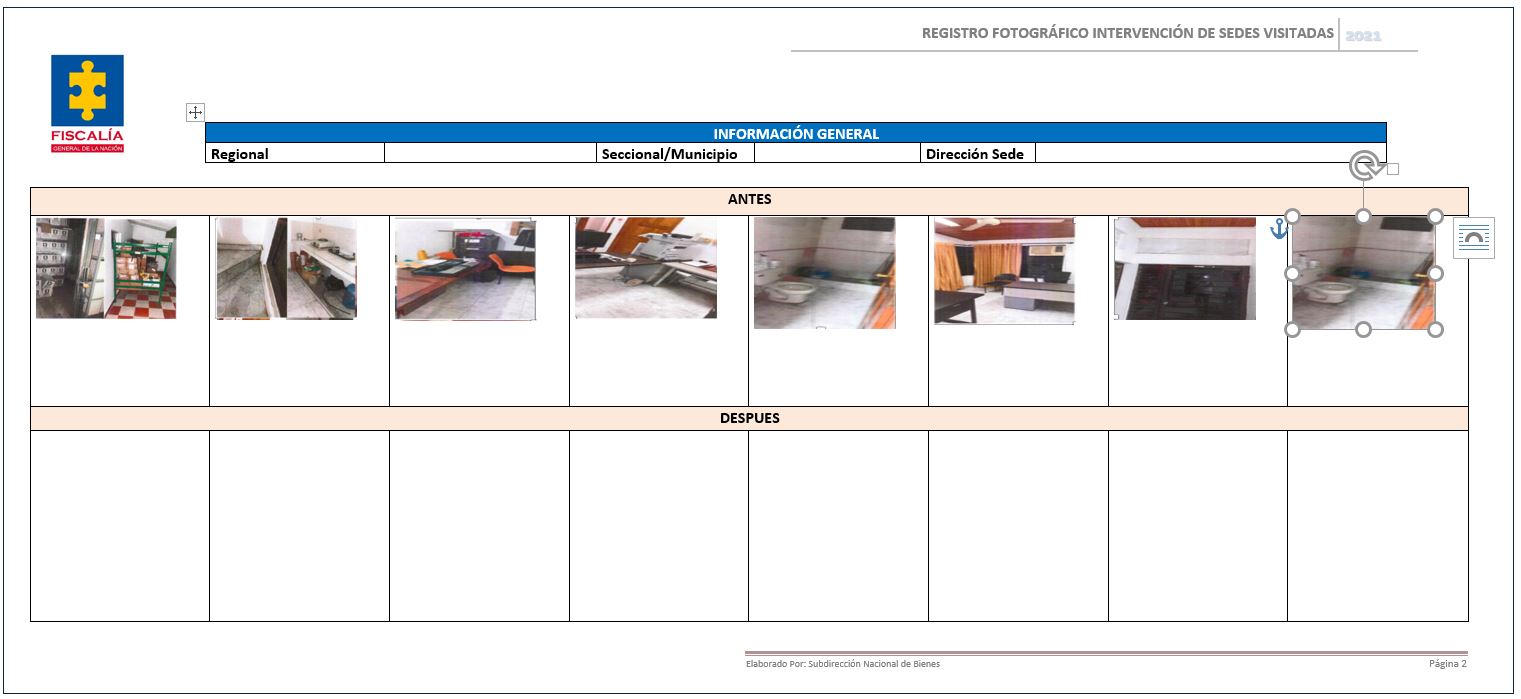 REGISTRO FOTOGRÁFICO INTERVENCIÓN DE SEDES VISITADAS 2021
FISCALÍA
GENERAL DE LA NACIÓN
INFORMACIÓN GENERAL
Regional Seccional/Municipio Dirección Sede
ANTES
DESPUES
Elaborado Por: Subdirección Nacional de Bienes Página 2